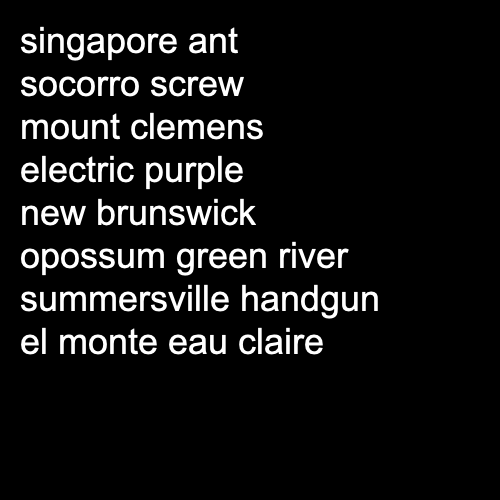 singapore ant
socorro screw
mount clemens
electric purple
new brunswick
opossum green river
summersville handgun
el monte eau claire